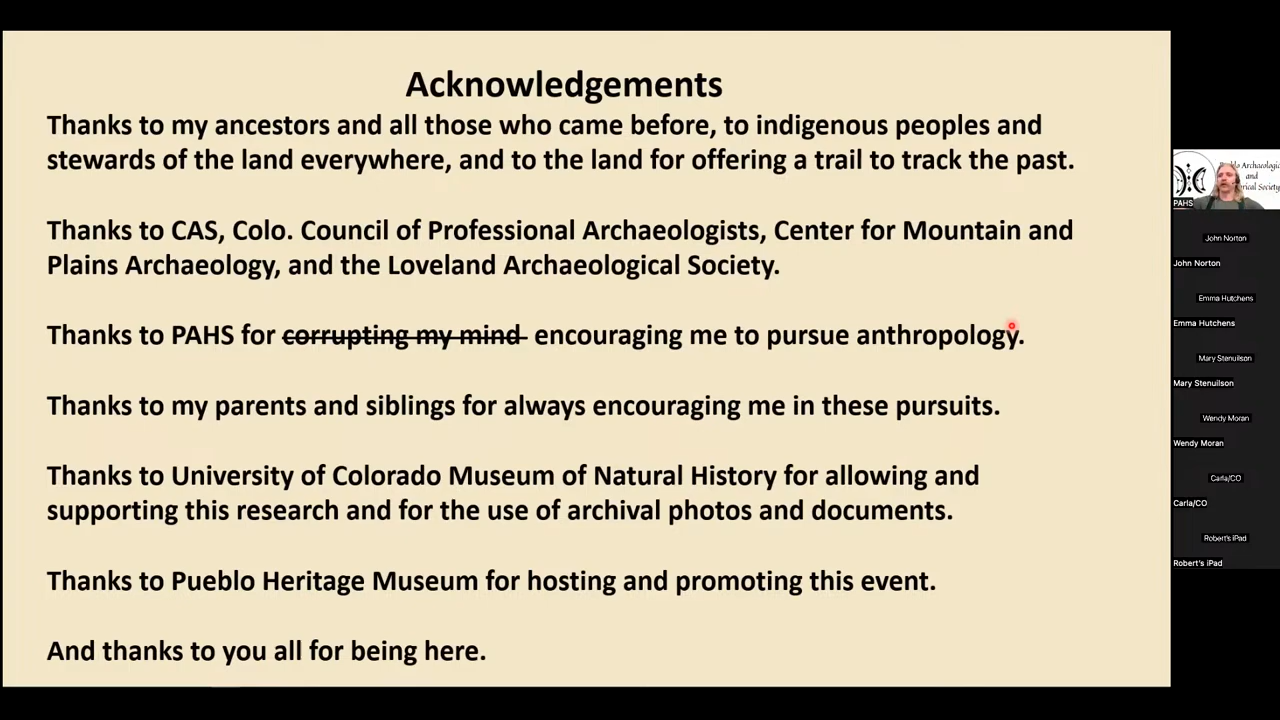 Acknowledgements
Thanks to my ancestors and all those who came before, to indigenous peoples and
stewards of the land everywhere, and to the land for offering a trail to track the past.
Thanks to CAS, Colo. Council of Professional Archaeologists, Center for Mountain and
Plains Archaeology, and the Loveland Archaeological Society.
Thanks to PAHS for corrupting my mind encouraging me to pursue anthropology.
Thanks to my parents and siblings for always encouraging me in these pursuits.
Thanks to University of Colorado Museum of Natural History for allowing and
supporting this research and for the use of archival photos and documents.
Thanks to Pueblo Heritage Museum for hosting and promoting this event.
And thanks to you all for being here.
and
Society
PAHS
John Norton
John Norton
Emma Hutchens
Emma Hutchens
Mary Stenuilson
Mary Stenuilson
Wendy Moran
Wendy Moran
Carla/CO
Carla/CO
Robert's iPad
Robert's iPad